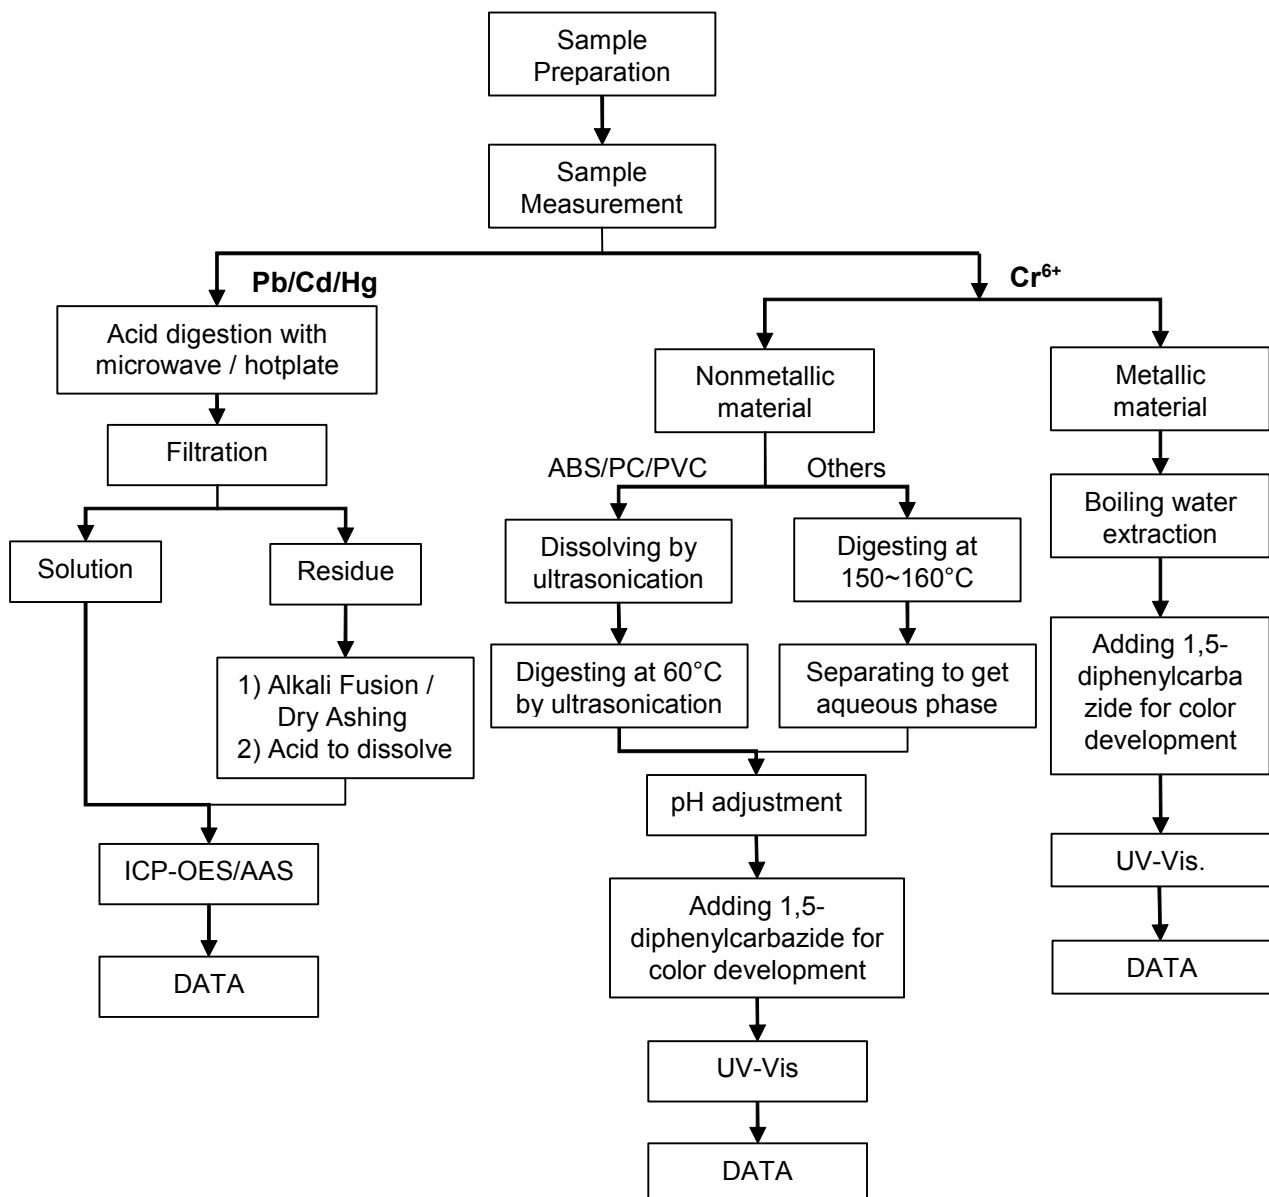 Sample
Preparation
Sample
Measurement
Pb/Cd/Hg
Cr⁶⁺
Acid digestion with
microwave / hotplate
Filtration
Solution
Residue
1) Alkali Fusion /
Dry Ashing
2) Acid to dissolve
ICP-OES/AAS
DATA
Nonmetallic
material
ABS/PC/PVC
Others
Dissolving by
ultrasonication
Digesting at 60°C
by ultrasonication
Digesting at
150~160°C
Separating to get
aqueous phase
pH adjustment
Adding 1,5-
diphenylcarbazide for
color development
UV-Vis
DATA
Metallic
material
Boiling water
extraction
Adding 1,5-
diphenylcarba
zide for color
development
UV-Vis.
DATA